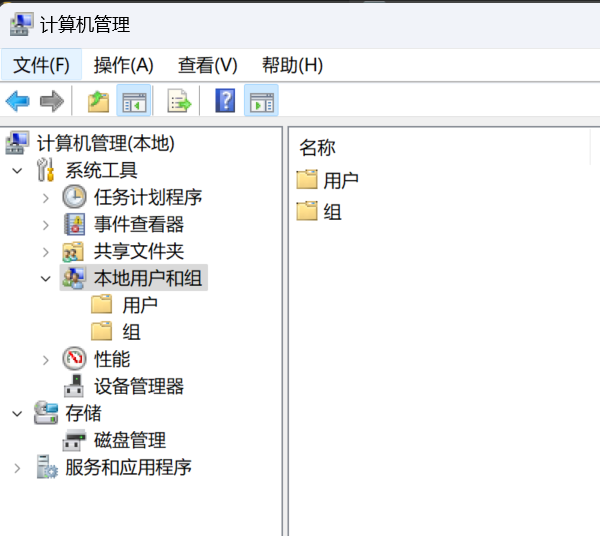 计算机管理
文件(F) 操作(A) 查看(V) 帮助(H)
计算机管理(本地)
系统工具
任务计划程序
事件查看器
共享文件夹
本地用户和组
用户
组
性能
设备管理器
存储
磁盘管理
服务和应用程序
名称
用户
组